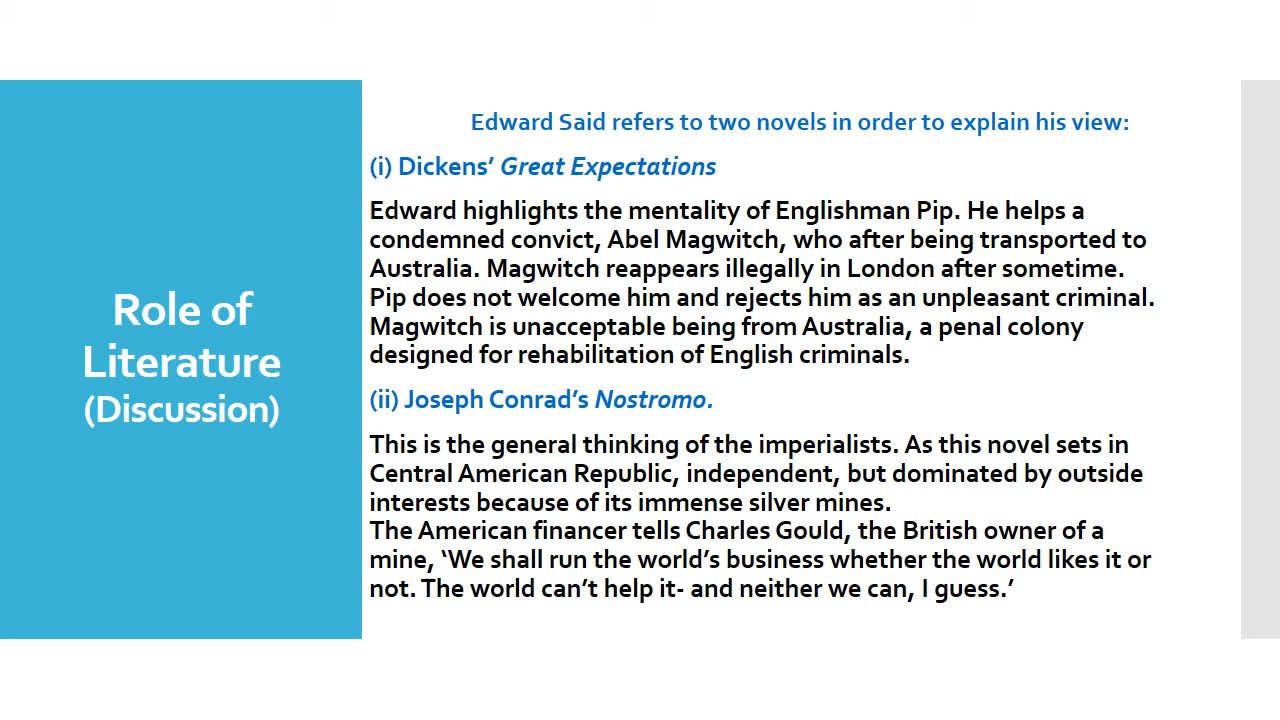 Role of
Literature
(Discussion)
Edward Said refers to two novels in order to explain his view:
(i) Dickens’ Great Expectations
Edward highlights the mentality of Englishman Pip. He helps a
condemned convict, Abel Magwitch, who after being transported to
Australia. Magwitch reappears illegally in London after sometime.
Pip does not welcome him and rejects him as an unpleasant criminal.
Magwitch is unacceptable being from Australia, a penal colony
designed for rehabilitation of English criminals.
(ii) Joseph Conrad’s Nostromo.
This is the general thinking of the imperialists. As this novel sets in
Central American Republic, independent, but dominated by outside
interests because of its immense silver mines.
The American financer tells Charles Gould, the British owner of a
mine, ‘We shall run the world’s business whether the world likes it or
not. The world can’t help it- and neither we can, I guess.’